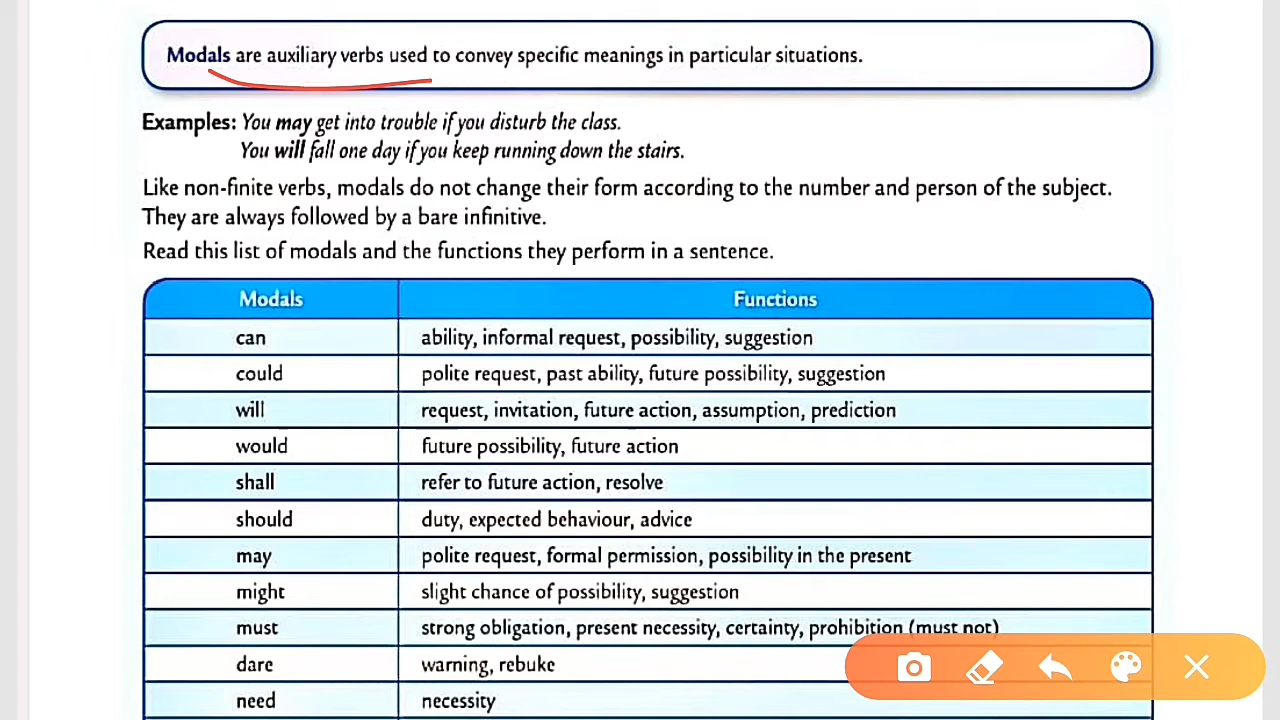 Modals are auxiliary verbs used to convey specific meanings in particular situations.
Examples: You may get into trouble if you disturb the class.
You will fall one day if you keep running down the stairs.
Like non-finite verbs, modals do not change their form according to the number and person of the subject.
They are always followed by a bare infinitive.
Read this list of modals and the functions they perform in a sentence.
Modals Functions
can ability, informal request, possibility, suggestion
could polite request, past ability, future possibility, suggestion
will request, invitation, future action, assumption, prediction
would future possibility, future action
shall refer to future action, resolve
should duty, expected behaviour, advice
may polite request, formal permission, possibility in the present
might slight chance of possibility, suggestion
must strong obligation, present necessity, certainty, prohibition (must not)
dare warning, rebuke
need necessity